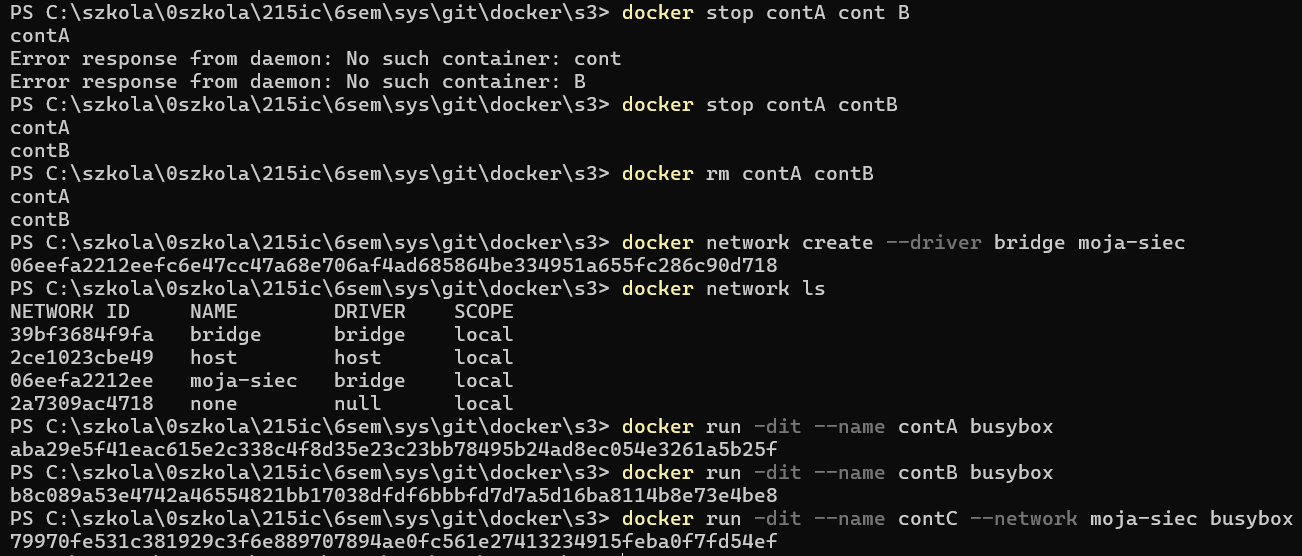 PS C:\szkola\0szkola\215ic\6sem\sys\git\docker\s3> docker stop contA cont B
contA
Error response from daemon: No such container: cont
Error response from daemon: No such container: B
PS C:\szkola\0szkola\215ic\6sem\sys\git\docker\s3> docker stop contA contB
contA
contB
PS C:\szkola\0szkola\215ic\6sem\sys\git\docker\s3> docker rm contA contB
contA
contB
PS C:\szkola\0szkola\215ic\6sem\sys\git\docker\s3> docker network create --driver bridge moja-siec
06eefa2212eefc6e47cc47a68e706af4ad685864be334951a655fc286c90d718
PS C:\szkola\0szkola\215ic\6sem\sys\git\docker\s3> docker network ls
NETWORK ID     NAME        DRIVER    SCOPE
39bf3684f9fa   bridge      bridge    local
2ce1023cbe49   host        host      local
06eefa2212ee   moja-siec   bridge    local
2a7309ac4718   none        null      local
PS C:\szkola\0szkola\215ic\6sem\sys\git\docker\s3> docker run -dit --name contA busybox
aba29e5f41eac615e2c338c4f8d35e23c23bb78495b24ad8ec054e3261a5b25f
PS C:\szkola\0szkola\215ic\6sem\sys\git\docker\s3> docker run -dit --name contB busybox
b8c089a53e4742a46554821bb17038dfdf6bbbfd7d7a5d16ba8114b8e73e4be8
PS C:\szkola\0szkola\215ic\6sem\sys\git\docker\s3> docker run -dit --name contC --network moja-siec busybox
79970fe531c381929c3f6e889707894ae0fc561e27413234915feba0f7fd54ef